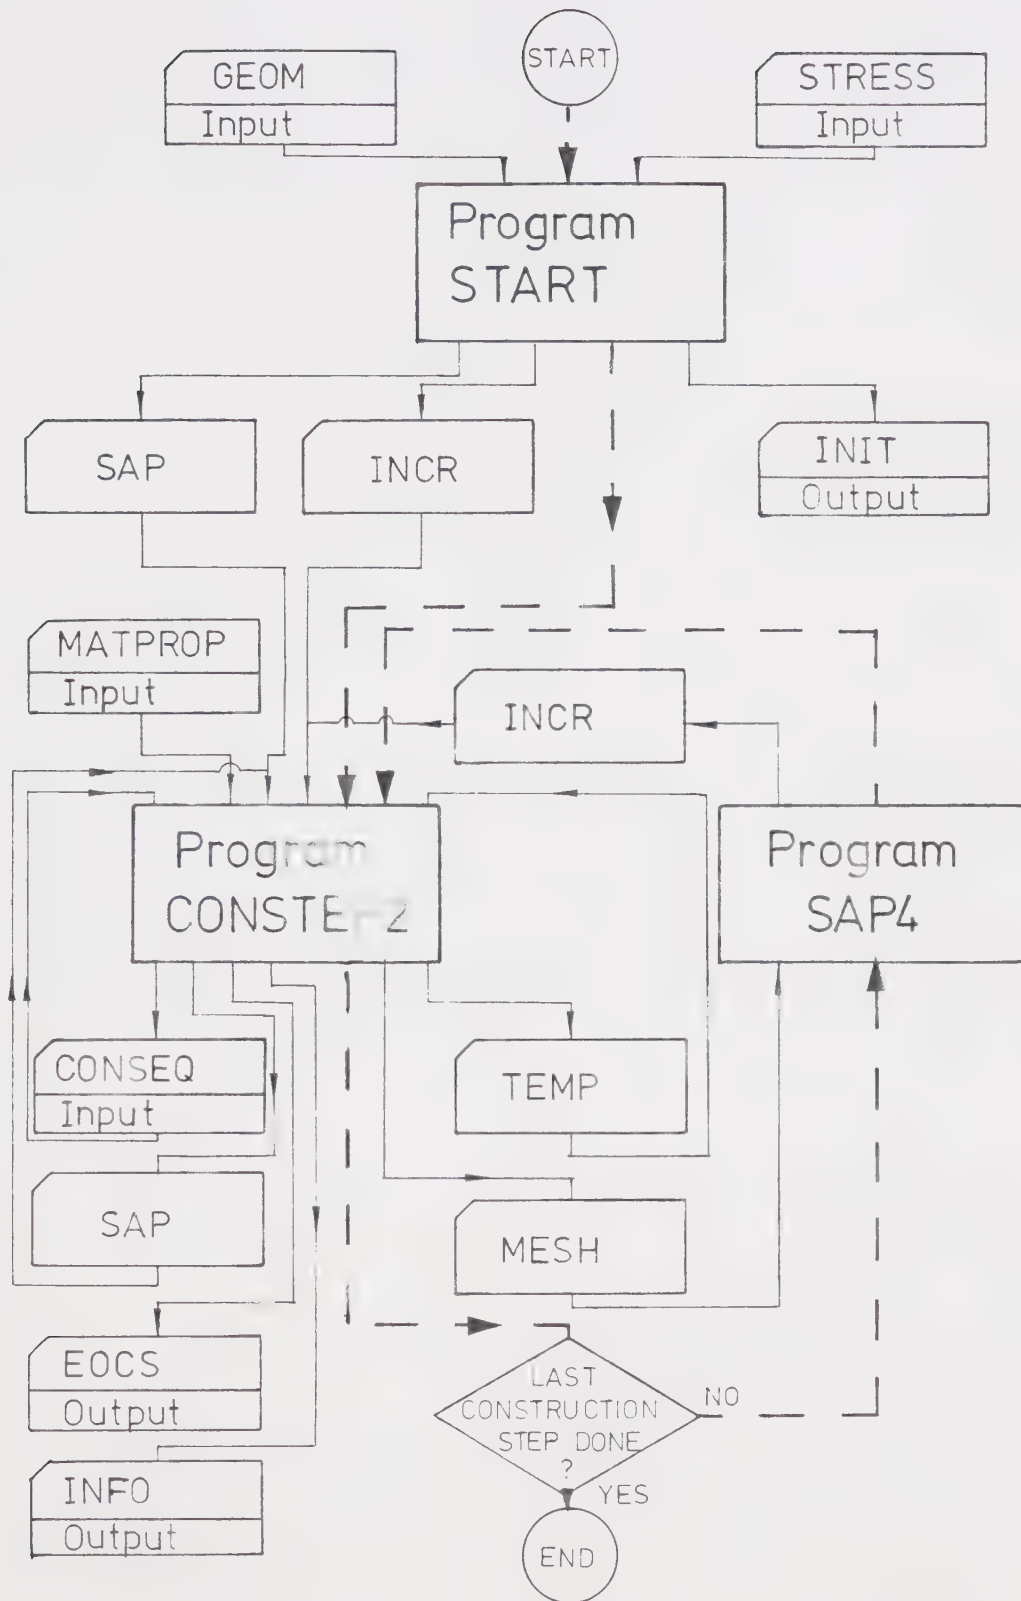 START
GEOM
Input
STRESS
Input
Program
START
SAP
INCR
INIT
Output
MATPROP
Input
INCR
Program
Program
SAP4
CONSEQ
Input
TEMP
SAP
MESH
EOCS
Output
LAST
CONSTRUCTION
STEP DONE
?
NO
YES
INFO
Output
END